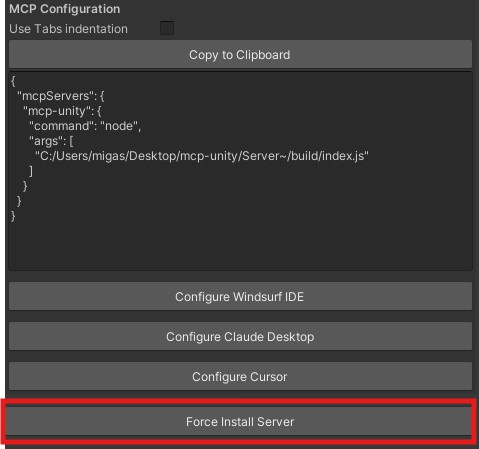 MCP Configuration
Use Tabs indentation
Copy to Clipboard
{
  "mcpServers": {
    "mcp-unity": {
      "command": "node",
      "args": [
        "C:/Users/migas/Desktop/mcp-unity/Server~/build/index.js"
      ]
    }
  }
}
Configure Windsurf IDE
Configure Claude Desktop
Configure Cursor
Force Install Server